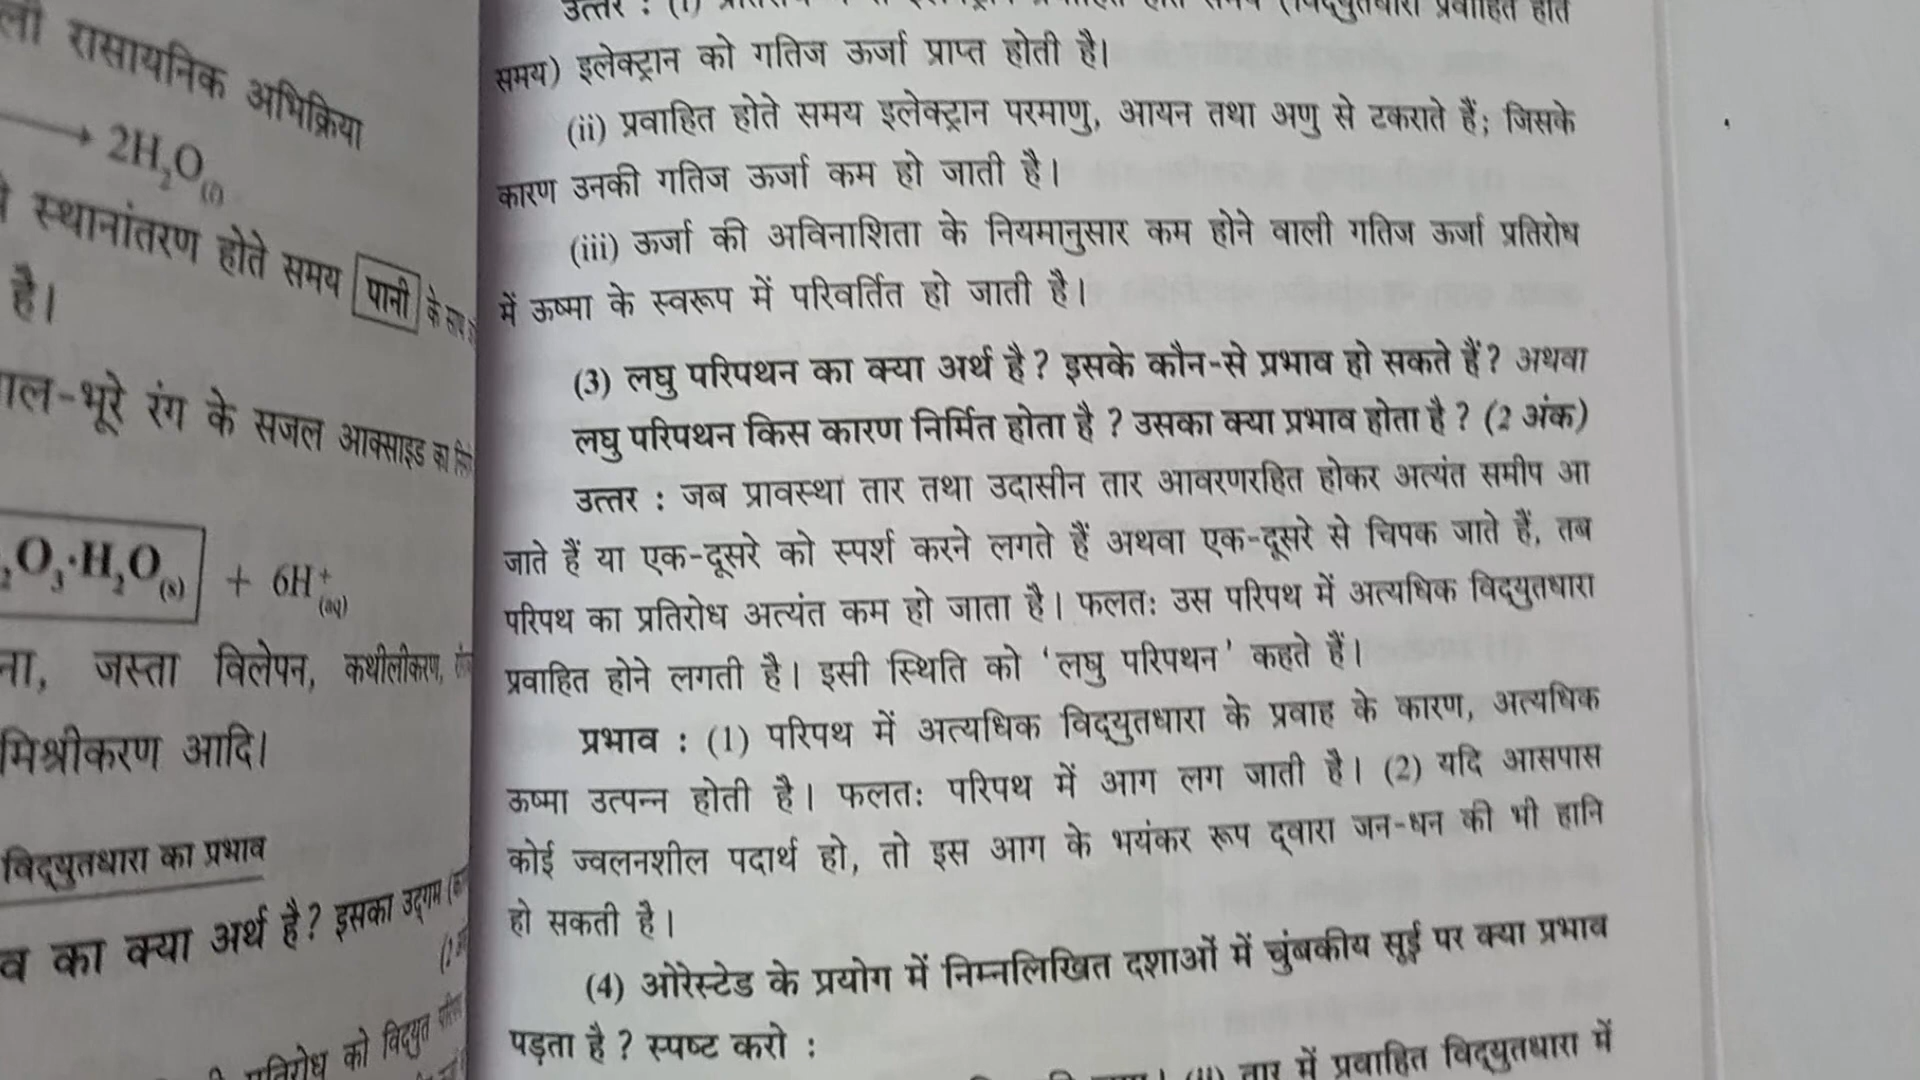 रासायनिक अभिक्रिया
→ 2H₂O(l)
स्थानांतरण होते समय पानी के साथ
है।
भूरे रंग के सजल आक्साइड का
O₃·H₂O(s) + 6H⁺(aq)
जस्ता विलेपन, कथीलीकरण,
मिश्रीकरण आदि।
विद्युतधारा का प्रभाव
का क्या अर्थ है? इसका उद्गम
को विद्युत
उत्तर : (i)
समय) इलेक्ट्रान को गतिज ऊर्जा प्राप्त होती है।
(ii) प्रवाहित होते समय इलेक्ट्रान परमाणु, आयन तथा अणु से टकराते हैं; जिसके
कारण उनकी गतिज ऊर्जा कम हो जाती है।
(iii) ऊर्जा की अविनाशिता के नियमानुसार कम होने वाली गतिज ऊर्जा प्रतिरोध
में ऊष्मा के स्वरूप में परिवर्तित हो जाती है।
(3) लघु परिपथन का क्या अर्थ है? इसके कौन-से प्रभाव हो सकते हैं? अथवा
लघु परिपथन किस कारण निर्मित होता है ? उसका क्या प्रभाव होता है ? (2 अंक)
उत्तर : जब प्रावस्था तार तथा उदासीन तार आवरणरहित होकर अत्यंत समीप आ
जाते हैं या एक-दूसरे को स्पर्श करने लगते हैं अथवा एक-दूसरे से चिपक जाते हैं, तब
परिपथ का प्रतिरोध अत्यंत कम हो जाता है। फलतः उस परिपथ में अत्यधिक विद्युतधारा
प्रवाहित होने लगती है। इसी स्थिति को 'लघु परिपथन' कहते हैं।
प्रभाव : (1) परिपथ में अत्यधिक विद्युतधारा के प्रवाह के कारण, अत्यधिक
ऊष्मा उत्पन्न होती है। फलतः परिपथ में आग लग जाती है। (2) यदि आसपास
कोई ज्वलनशील पदार्थ हो, तो इस आग के भयंकर रूप द्वारा जन-धन की भी हानि
हो सकती है।
(4) ओरेस्टेड के प्रयोग में निम्नलिखित दशाओं में चुंबकीय सूई पर क्या प्रभाव
पड़ता है ? स्पष्ट करो :
(ii) तार में प्रवाहित विद्युतधारा में